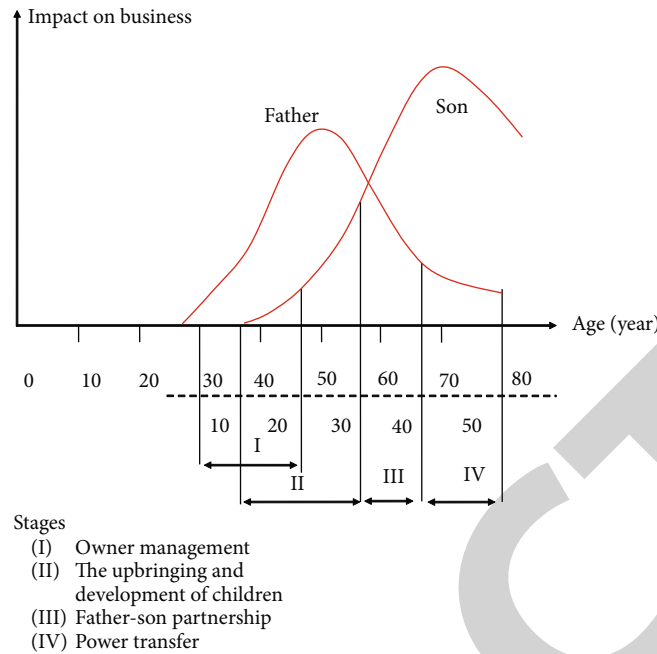 Impact on business
Father
Son
Age (year)
0 10 20 30 40 50 60 70 80
10 20 30 40 50
I
II
III
IV
Stages
(I) Owner management
(II) The upbringing and
development of children
(III) Father-son partnership
(IV) Power transfer